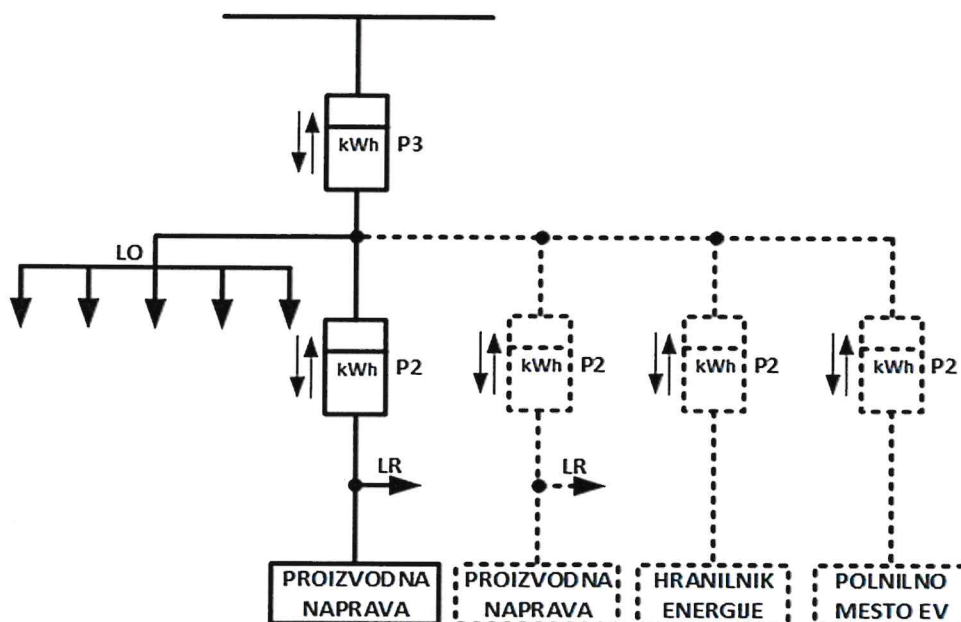 kWh P3
LO
kWh P2
kWh P2
kWh P2
kWh P2
LR
LR
PROIZVODNA
NAPRAVA
PROIZVODNA
NAPRAVA
HRANILNIK
ENERGIJE
POLNILNO
MESTO EV